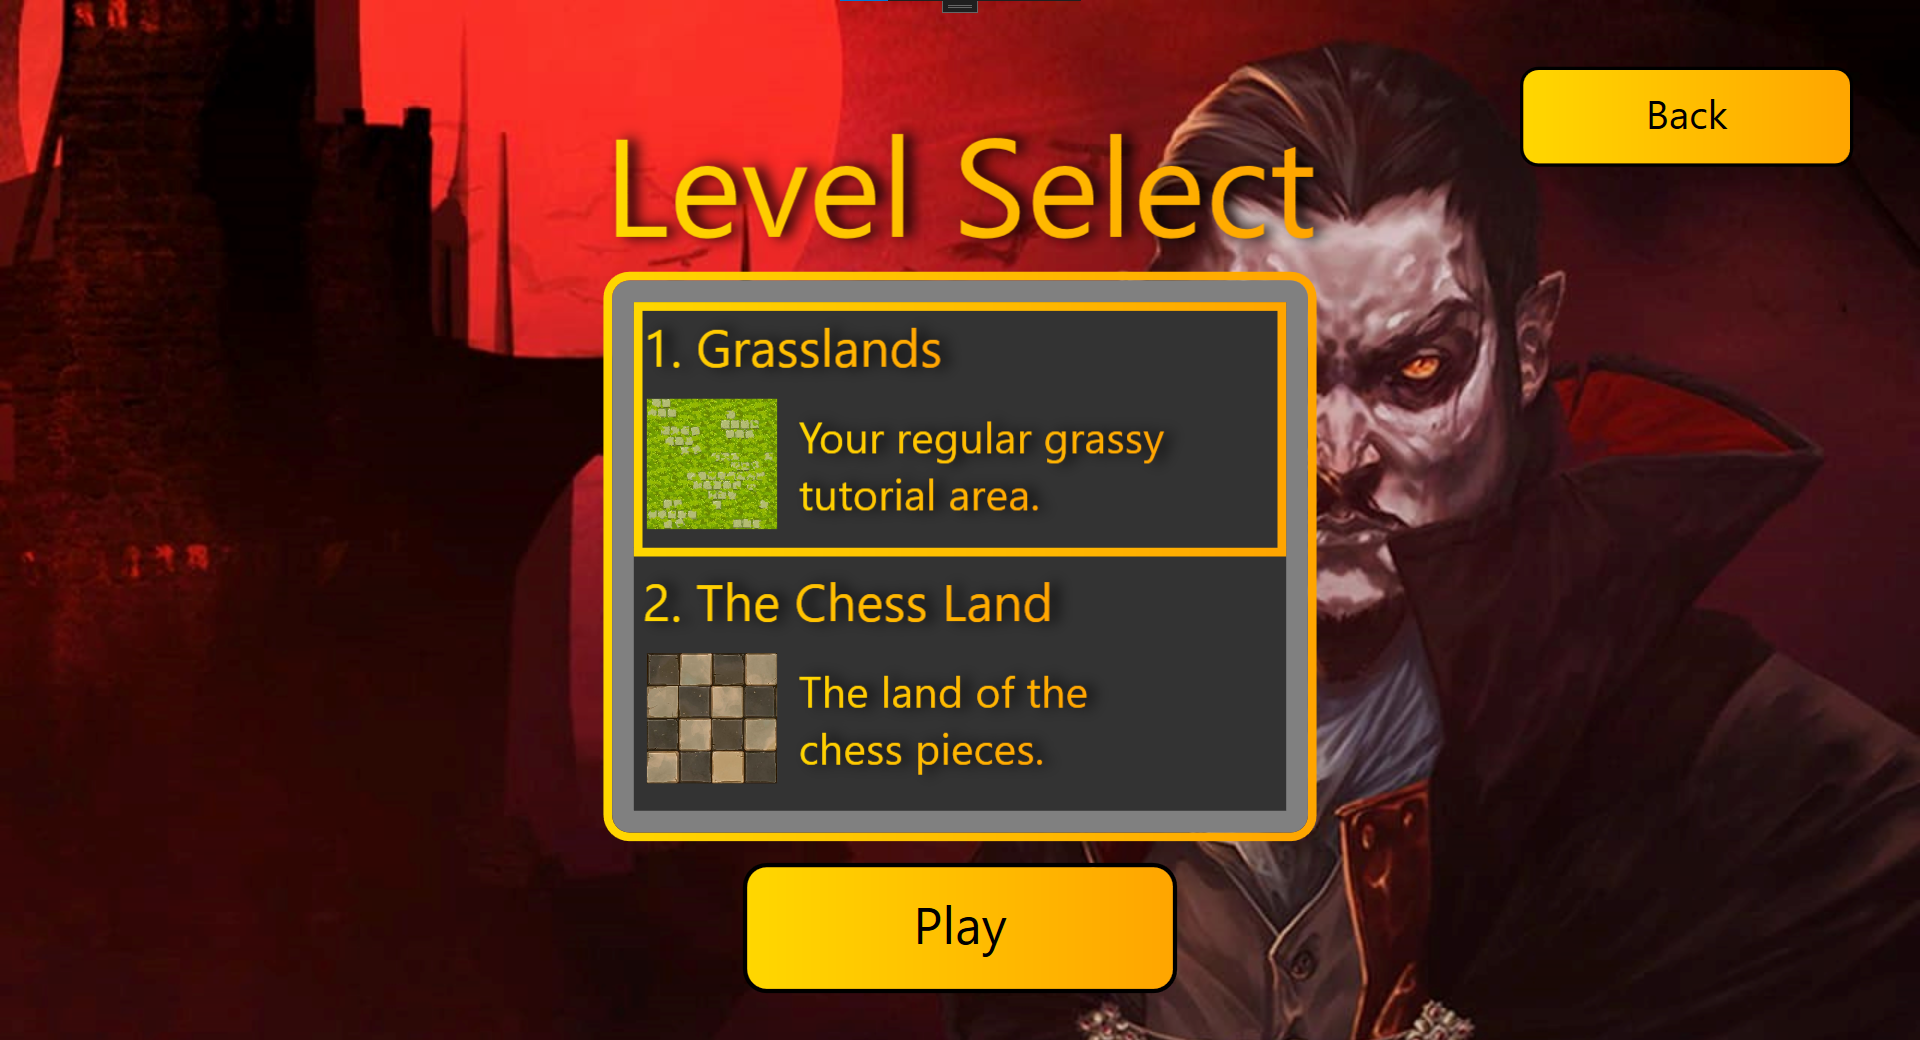 Back
Level Select
1. Grasslands
Your regular grassy
tutorial area.
2. The Chess Land
The land of the
chess pieces.
Play